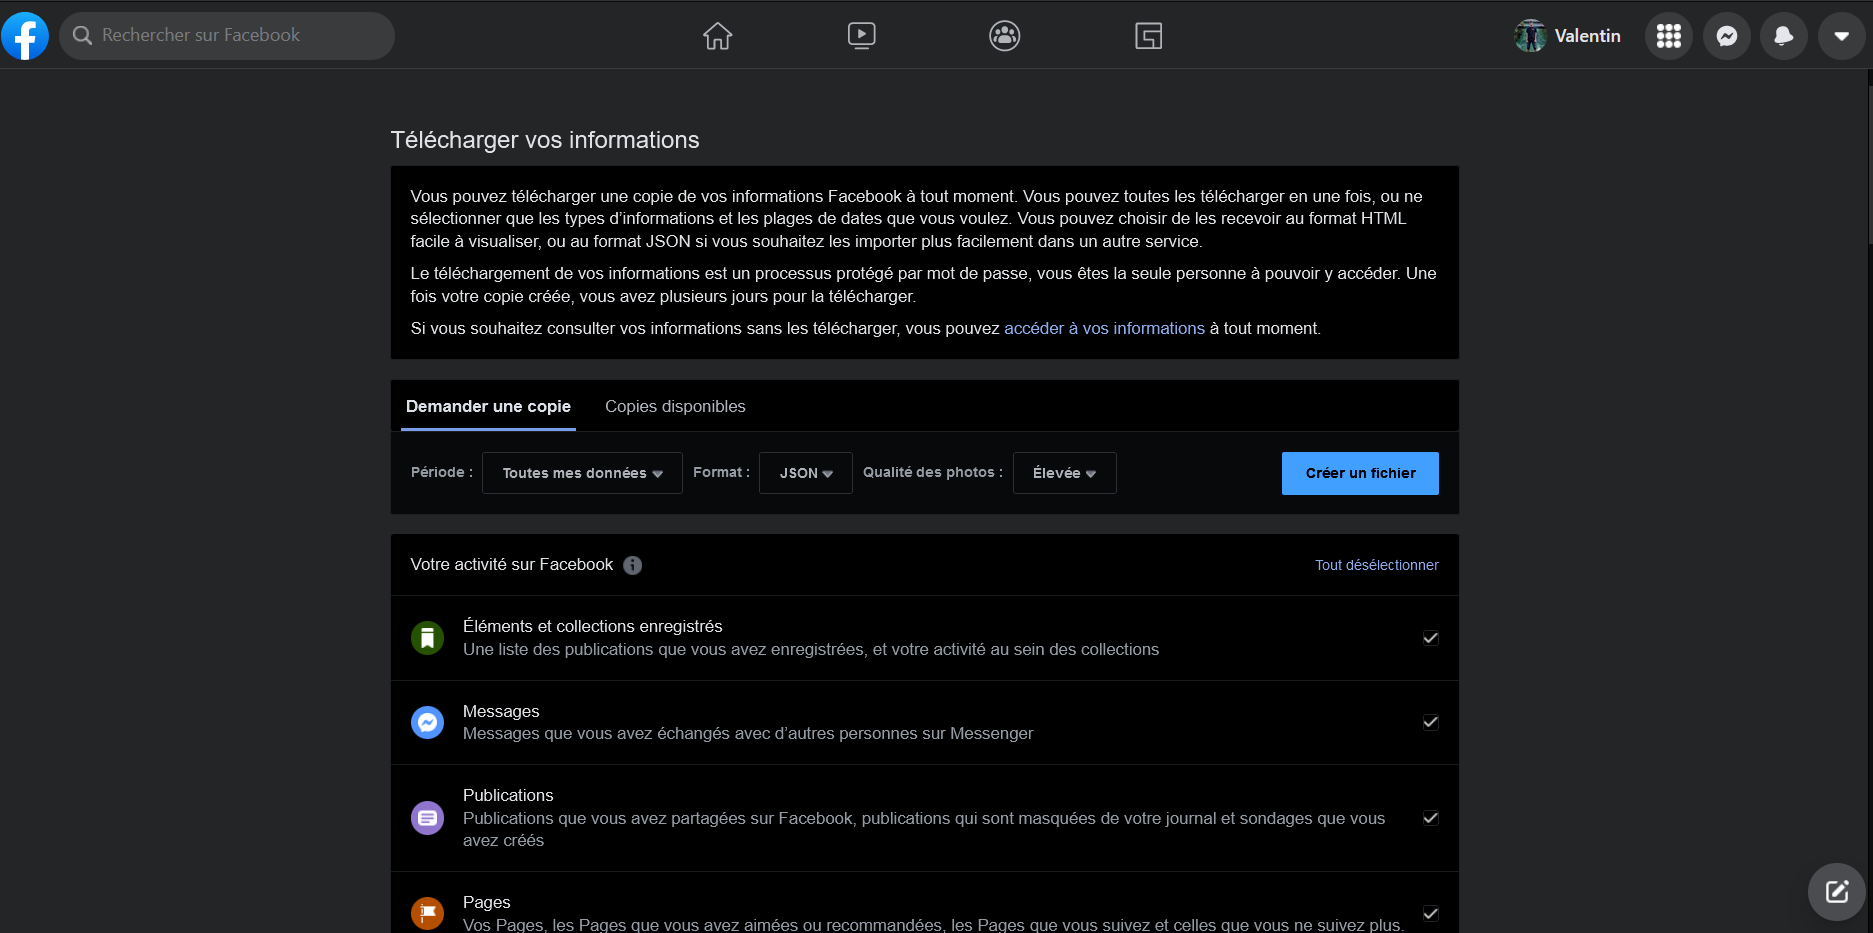 Rechercher sur Facebook
Valentin
Télécharger vos informations
Vous pouvez télécharger une copie de vos informations Facebook à tout moment. Vous pouvez toutes les télécharger en une fois, ou ne
sélectionner que les types d’informations et les plages de dates que vous voulez. Vous pouvez choisir de les recevoir au format HTML
facile à visualiser, ou au format JSON si vous souhaitez les importer plus facilement dans un autre service.
Le téléchargement de vos informations est un processus protégé par mot de passe, vous êtes la seule personne à pouvoir y accéder. Une
fois votre copie créée, vous avez plusieurs jours pour la télécharger.
Si vous souhaitez consulter vos informations sans les télécharger, vous pouvez accéder à vos informations à tout moment.
Demander une copie Copies disponibles
Période : Toutes mes données Format : JSON Qualité des photos : Élevée Créer un fichier
Votre activité sur Facebook Tout désélectionner
Éléments et collections enregistrés
Une liste des publications que vous avez enregistrées, et votre activité au sein des collections
Messages
Messages que vous avez échangés avec d’autres personnes sur Messenger
Publications
Publications que vous avez partagées sur Facebook, publications qui sont masquées de votre journal et sondages que vous
avez créés
Pages
Vos Pages, les Pages que vous avez aimées ou recommandées, les Pages que vous suivez et celles que vous ne suivez plus.